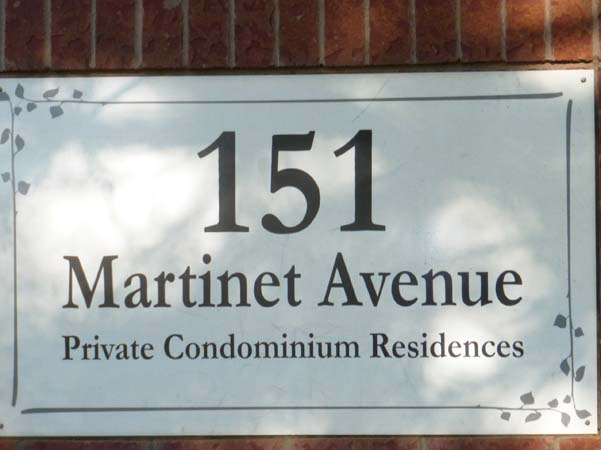 151
Martinet Avenue
Private Condominium Residences